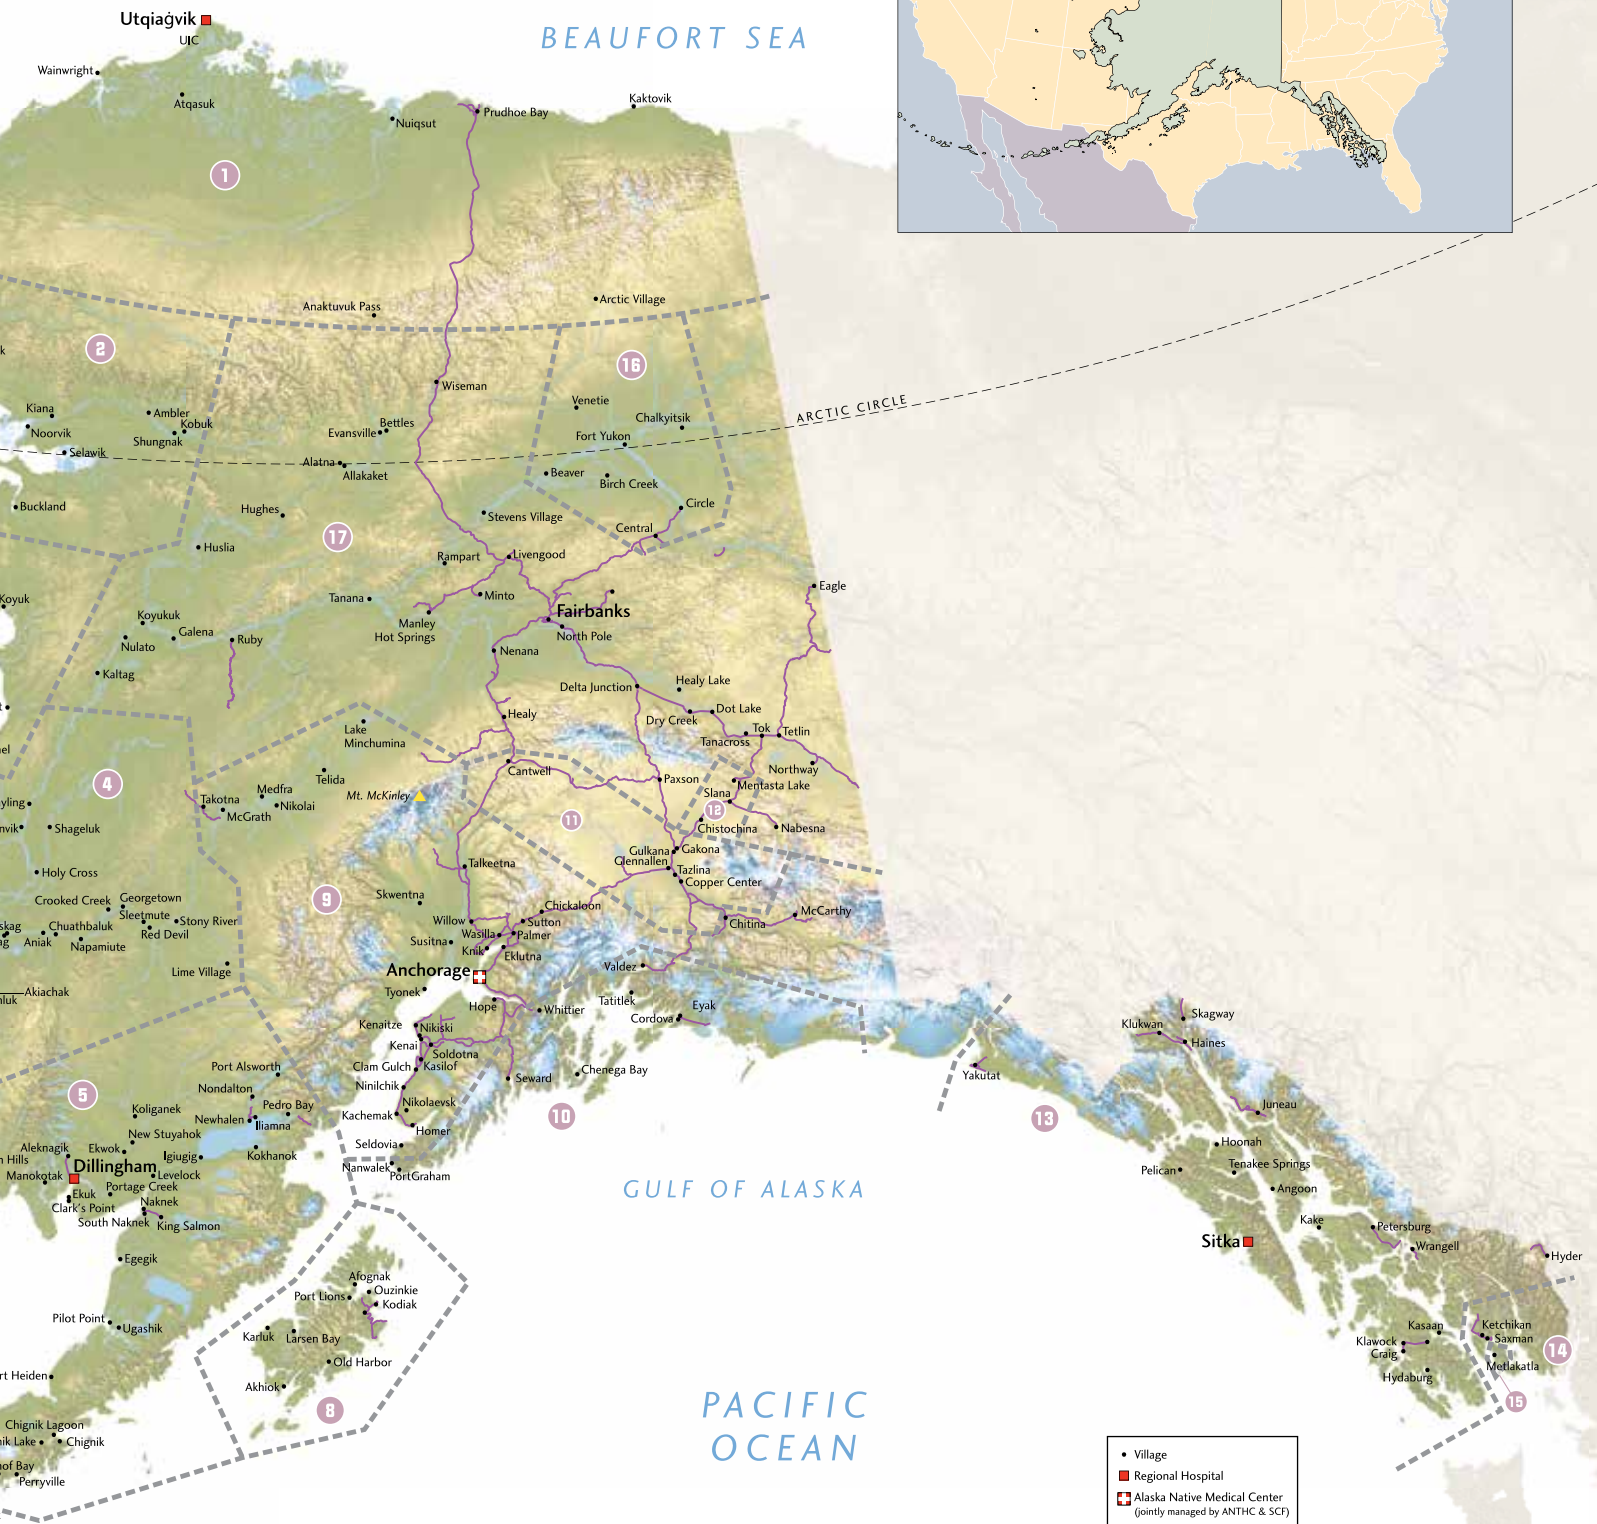 BEAUFORT SEA
Utqiaġvik
UIC
Wainwright
Atqasuk
Nuiqsut
Prudhoe Bay
Kaktovik
1
Anaktuvuk Pass
Arctic Village
2
16
Wiseman
Venetie
Chalkyitsik
Fort Yukon
ARCTIC CIRCLE
Kiana
Noorvik
Ambler
Kobuk
Shungnak
Selawik
Evansville
Bettles
Alatna
Allakaket
Beaver
Birch Creek
Circle
Central
Buckland
Hughes
Stevens Village
17
Huslia
Rampart
Livengood
Eagle
Koyuk
Tanana
Minto
Manley
Hot Springs
Fairbanks
North Pole
Koyukuk
Galena
Nulato
Ruby
Nenana
Kaltag
Delta Junction
Healy Lake
Dry Creek
Dot Lake
Healy
Tok
Tetlin
Tanacross
Lake
Minchumina
Cantwell
Northway
Telida
Paxson
Mentasta Lake
4
Medfra
Mt. McKinley
Slana
Takotna
Nikolai
McGrath
11
12
Chistochina
Nabesna
Shageluk
Gulkana
Gakona
Glennallen
Tazlina
Copper Center
Talkeetna
Holy Cross
Skwentna
9
Crooked Creek
Georgetown
Sleetmute
Stony River
Chuathbaluk
Red Devil
Aniak
Napamiute
Chickaloon
McCarthy
Willow
Sutton
Chitina
Wasilla
Palmer
Susitna
Knik
Eklutna
Lime Village
Anchorage
Valdez
Akiachak
Tyonek
Hope
Whittier
Tatitlek
Eyak
Cordova
Kenaitze
Nikiski
Kenai
Soldotna
Clam Gulch
Kasilof
Seward
Chenega Bay
Klukwan
Skagway
Haines
Port Alsworth
Ninilchik
Yakutat
5
Nondalton
Nikolaevsk
10
13
Juneau
Koliganek
Pedro Bay
Newhalen
Iliamna
Kachemak
Homer
New Stuyahok
Seldovia
Hoonah
Aleknagik
Ekwok
Igiugig
Kokhanok
Hills
Dillingham
Nanwalek
PortGraham
Pelican
Tenakee Springs
Manokotak
Levelock
Portage Creek
GULF OF ALASKA
Angoon
Ekuk
Clark's Point
Naknek
South Naknek
King Salmon
Kake
Petersburg
Sitka
Wrangell
Hyder
Egegik
Afognak
Ouzinkie
Port Lions
Kodiak
Pilot Point
Ugashik
Karluk
Larsen Bay
Kasaan
Ketchikan
Klawock
Saxman
Craig
Metlakatla
14
Old Harbor
Heiden
Akhiok
Hydaburg
15
8
PACIFIC
OCEAN
Chignik Lagoon
Lake
Chignik
Bay
Perryville
Village
Regional Hospital
Alaska Native Medical Center
(jointly managed by ANTHC & SCF)